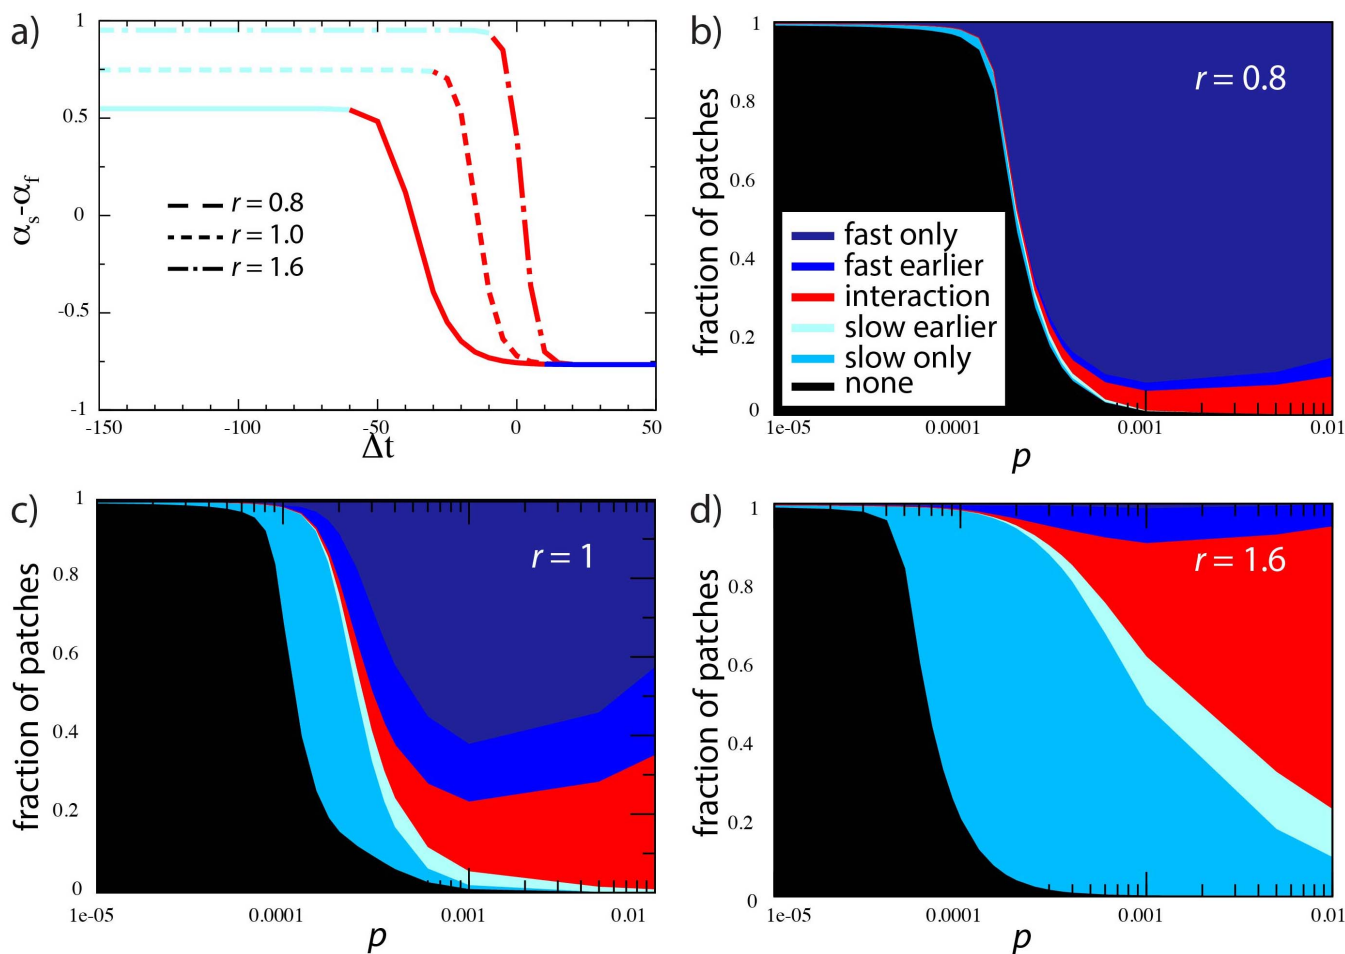 a)
1
0.5
0
-0.5
-1
α_s-α_f
r = 0.8
r = 1.0
r = 1.6
-150
-100
-50
0
50
Δt
b)
1
0.8
0.6
0.4
0.2
0
fraction of patches
r = 0.8
fast only
fast earlier
interaction
slow earlier
slow only
none
1e-05
0.0001
0.001
0.01
p
c)
1
0.8
0.6
0.4
0.2
0
fraction of patches
r = 1
1e-05
0.0001
0.001
0.01
p
d)
1
0.8
0.6
0.4
0.2
0
fraction of patches
r = 1.6
1e-05
0.0001
0.001
0.01
p